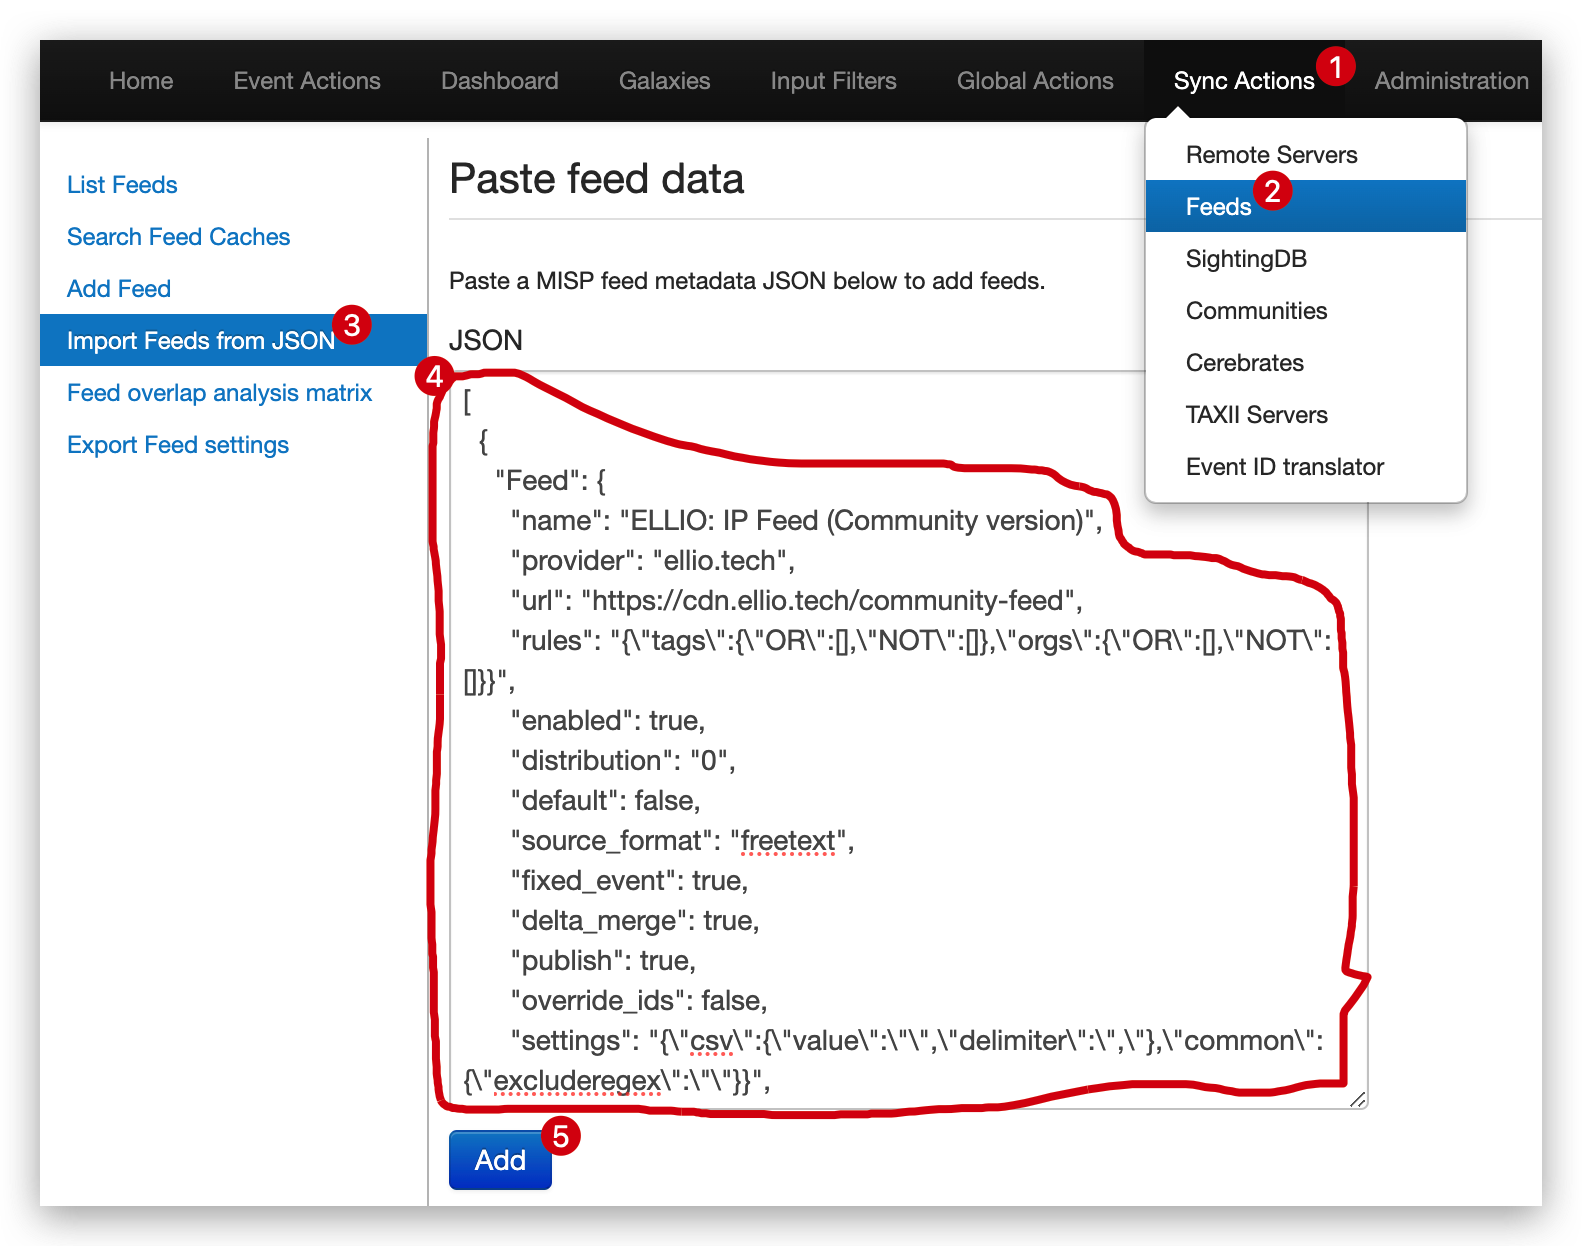 Home Event Actions Dashboard Galaxies Input Filters Global Actions Sync Actions 1 Administration
Remote Servers
Feeds 2
SightingDB
Communities
Cerebrates
TAXII Servers
Event ID translator
List Feeds
Search Feed Caches
Add Feed
Import Feeds from JSON 3
Feed overlap analysis matrix
Export Feed settings
Paste feed data
Paste a MISP feed metadata JSON below to add feeds.
JSON
4
[
{
"Feed": {
"name": "ELLIO: IP Feed (Community version)",
"provider": "ellio.tech",
"url": "https://cdn.ellio.tech/community-feed",
"rules": "{\"tags\":{\"OR\":[],\"NOT\":[]},\"orgs\":{\"OR\":[],\"NOT\":
[]}}",
"enabled": true,
"distribution": "0",
"default": false,
"source_format": "freetext",
"fixed_event": true,
"delta_merge": true,
"publish": true,
"override_ids": false,
"settings": "{\"csv\":{\"value\":\"\",\"delimiter\":\",\"},\"common\":
{\"excluderegex\":\"\"}}",
Add 5